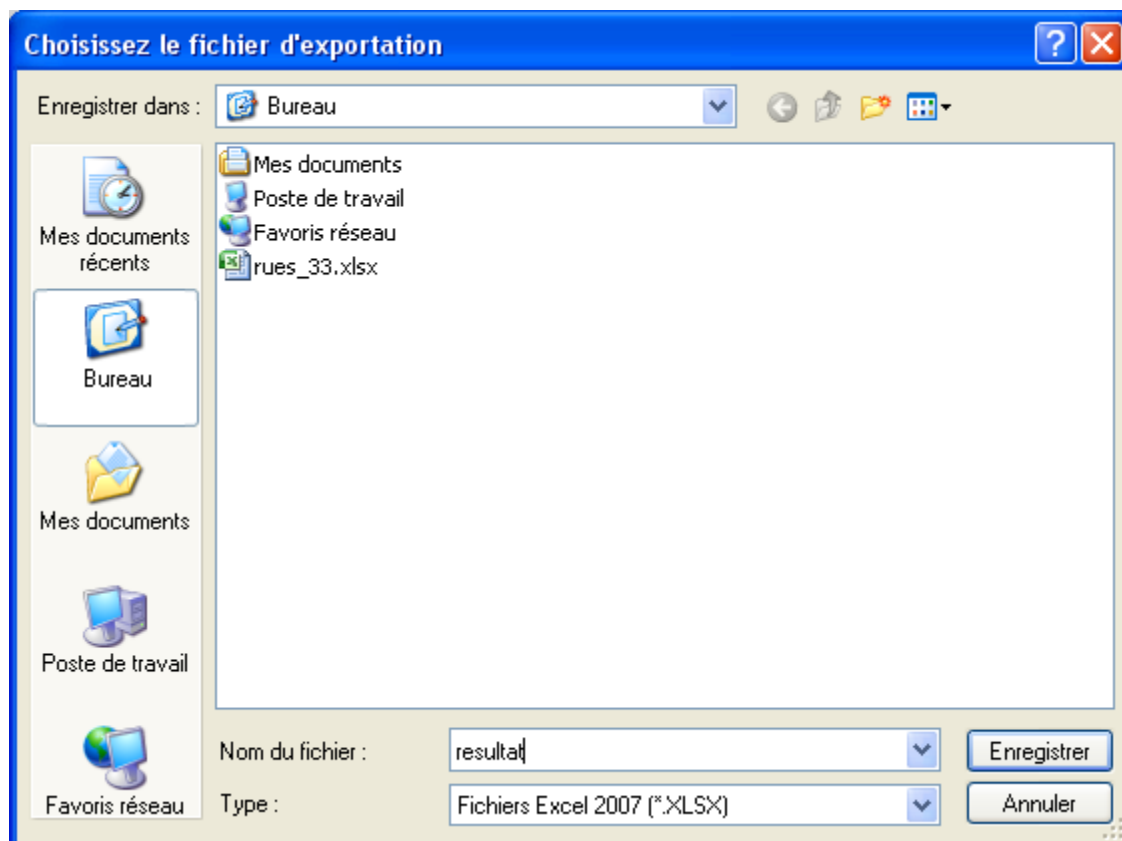 Choisissez le fichier d'exportation
Enregistrer dans :
Bureau
Mes documents récents
Bureau
Mes documents
Poste de travail
Favoris réseau
Mes documents
Poste de travail
Favoris réseau
rues_33.xlsx
Nom du fichier :
resultat
Enregistrer
Type :
Fichiers Excel 2007 (*.XLSX)
Annuler